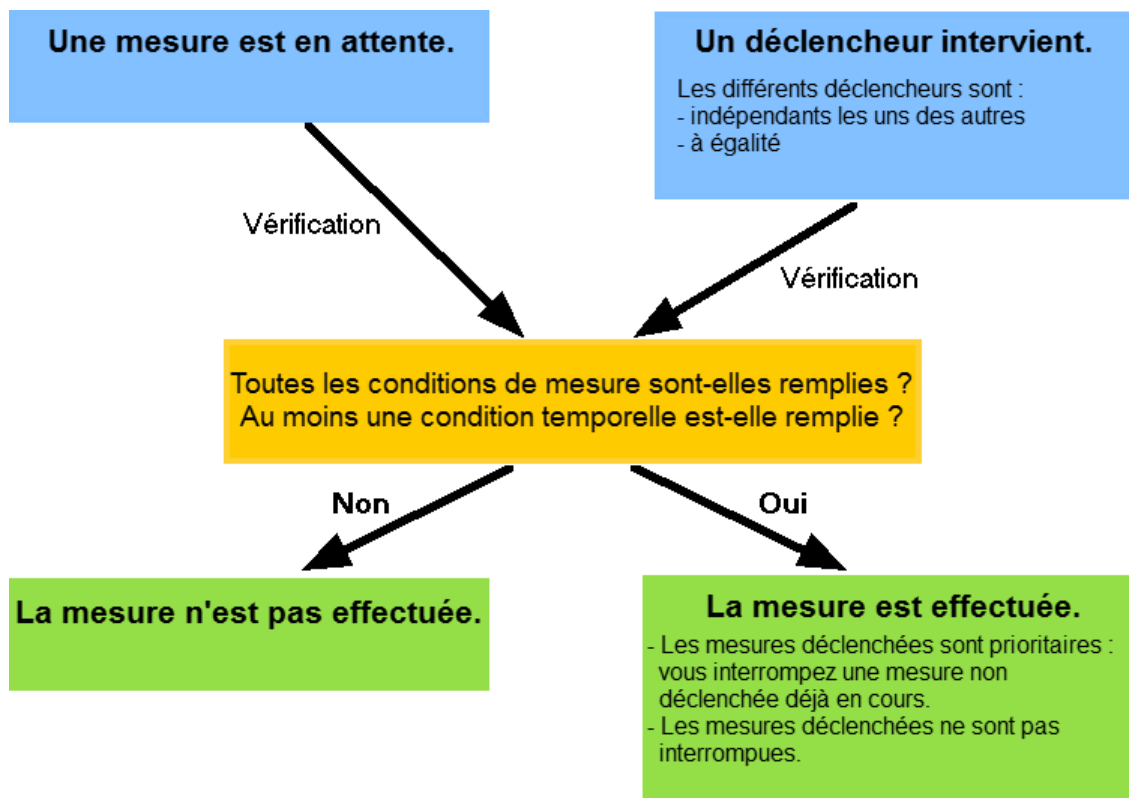 Une mesure est en attente.
Un déclencheur intervient.
Les différents déclencheurs sont :
- indépendants les uns des autres
- à égalité
Vérification
Vérification
Toutes les conditions de mesure sont-elles remplies ?
Au moins une condition temporelle est-elle remplie ?
Non
Oui
La mesure n'est pas effectuée.
La mesure est effectuée.
- Les mesures déclenchées sont prioritaires :
vous interrompez une mesure non
déclenchée déjà en cours.
- Les mesures déclenchées ne sont pas
interrompues.